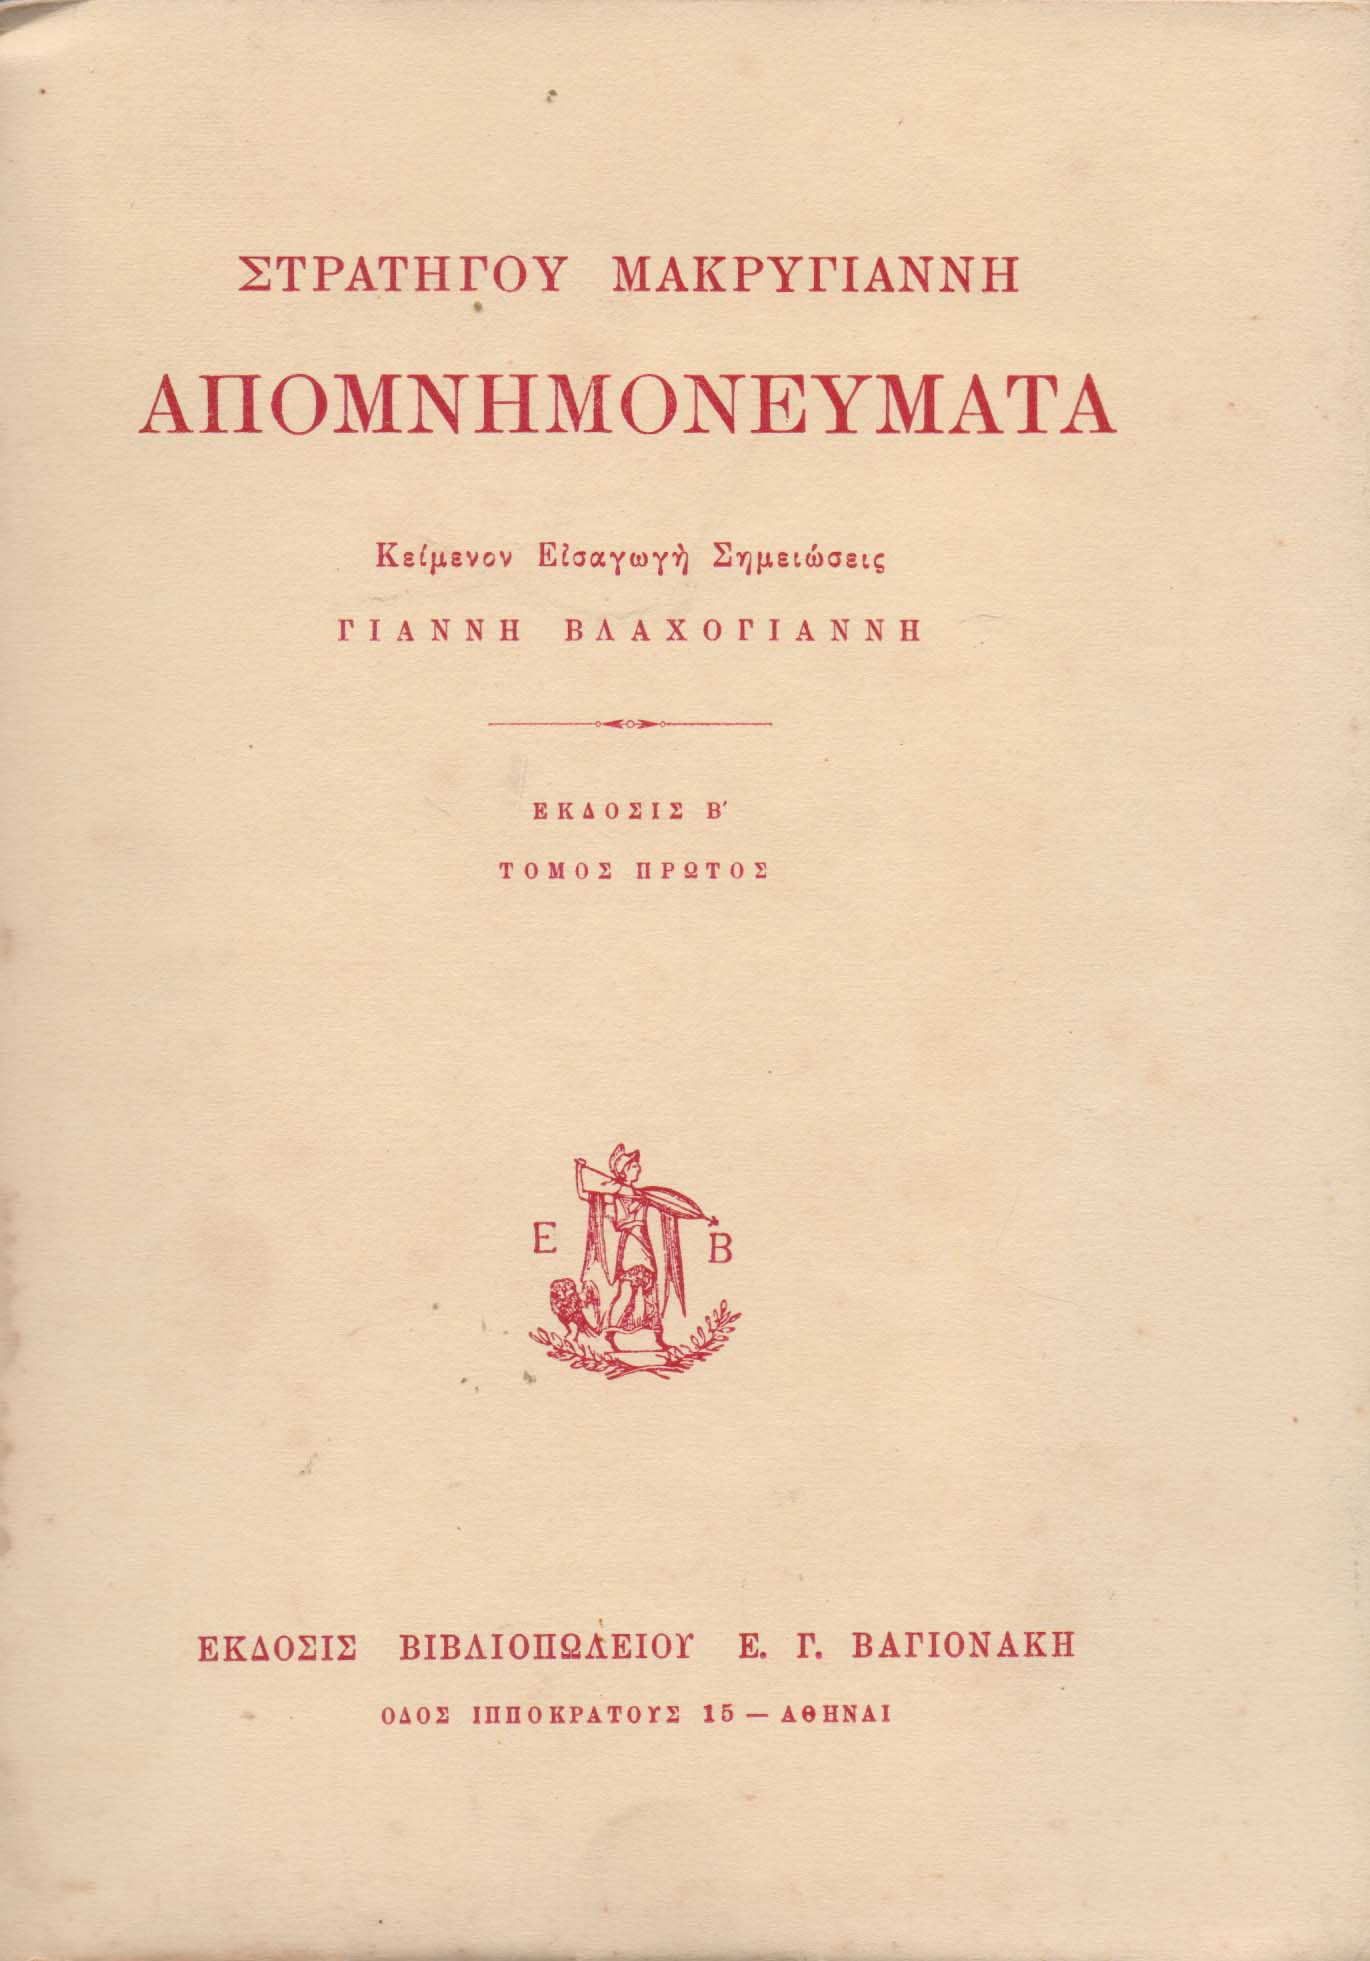 ΣΤΡΑΤΗΓΟΥ ΜΑΚΡΥΓΙΑΝΝΗ
ΑΠΟΜΝΗΜΟΝΕΥΜΑΤΑ
Κείμενον Εἰσαγωγὴ Σημειώσεις
ΓΙΑΝΝΗ ΒΛΑΧΟΓΙΑΝΝΗ
ΕΚΔΟΣΙΣ Β΄
ΤΟΜΟΣ ΠΡΩΤΟΣ
Ε Β
ΕΚΔΟΣΙΣ ΒΙΒΛΙΟΠΩΛΕΙΟΥ Ε. Γ. ΒΑΓΙΟΝΑΚΗ
ΟΔΟΣ ΙΠΠΟΚΡΑΤΟΥΣ 15 — ΑΘΗΝΑΙ